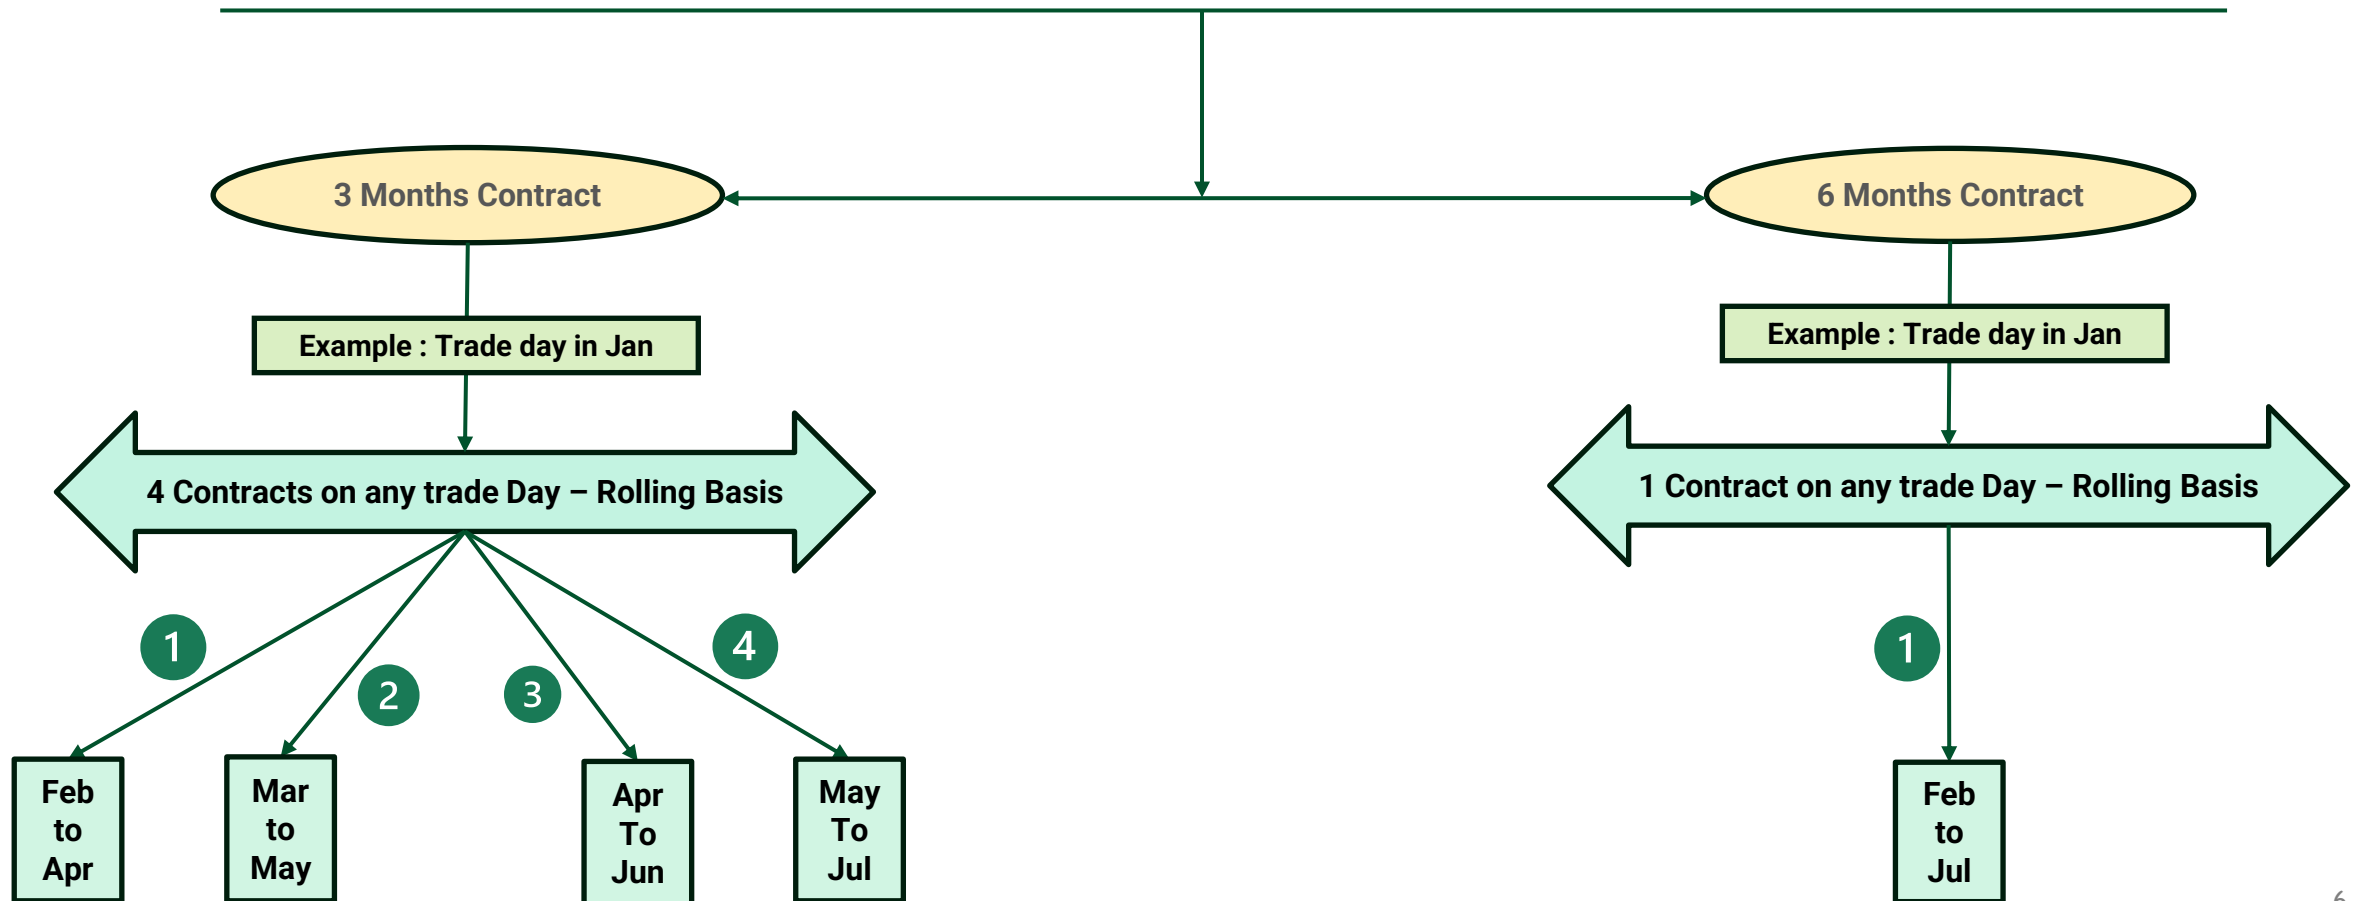 3 Months Contract
6 Months Contract
Example : Trade day in Jan
Example : Trade day in Jan
4 Contracts on any trade Day – Rolling Basis
1 Contract on any trade Day – Rolling Basis
1
2
3
4
1
Feb
to
Apr
Mar
to
May
Apr
To
Jun
May
To
Jul
Feb
to
Jul
6